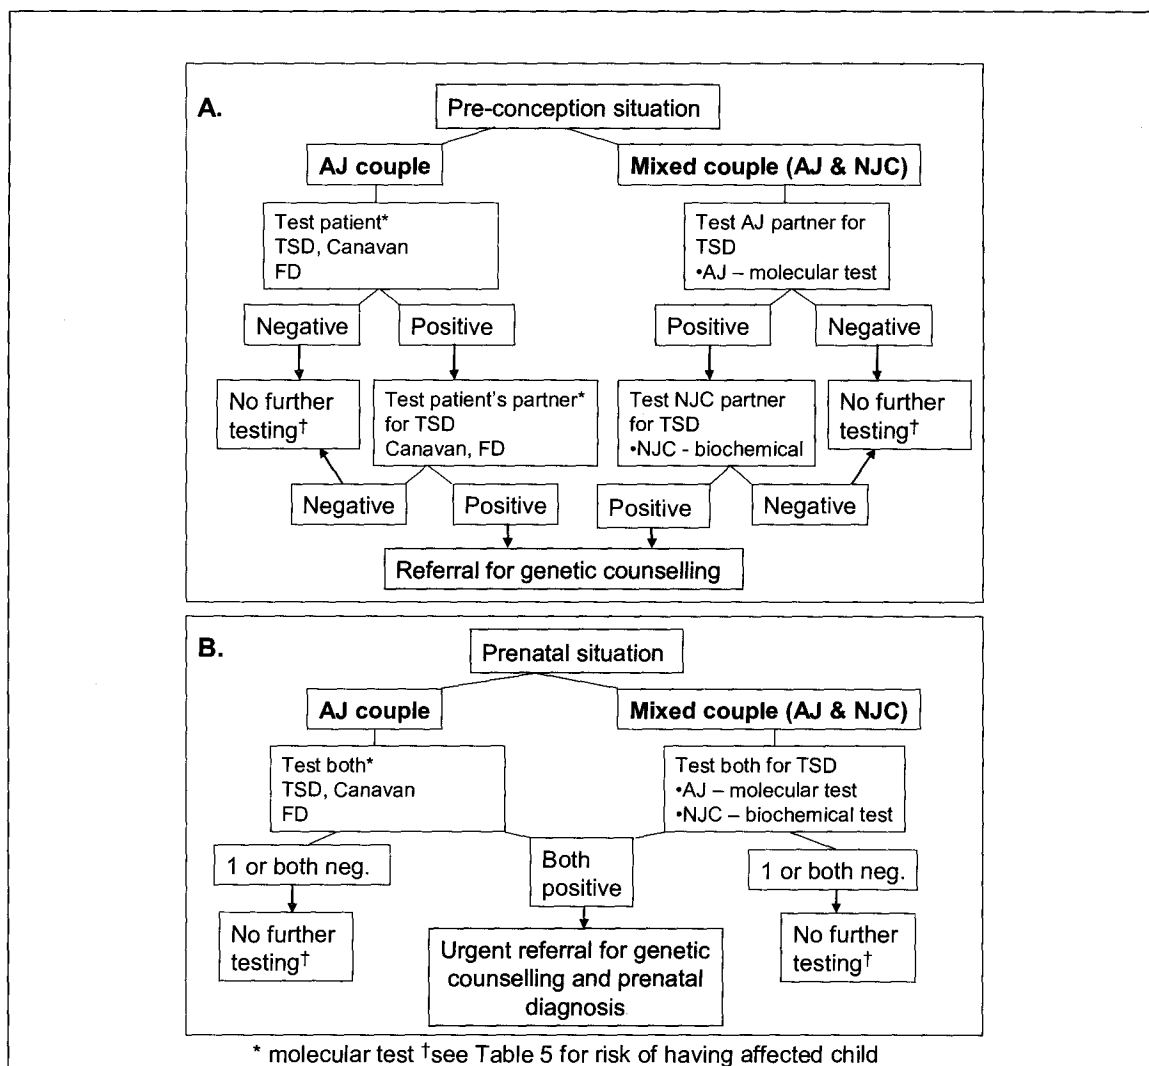 A.
Pre-conception situation
AJ couple
Mixed couple (AJ & NJC)
Test patient*
TSD, Canavan
FD
Test AJ partner for
TSD
•AJ – molecular test
Negative
Positive
Positive
Negative
No further
testing†
Test patient's partner*
for TSD
Canavan, FD
Test NJC partner
for TSD
•NJC - biochemical
No further
testing†
Negative
Positive
Positive
Negative
Referral for genetic counselling
B.
Prenatal situation
AJ couple
Mixed couple (AJ & NJC)
Test both*
TSD, Canavan
FD
Test both for TSD
•AJ – molecular test
•NJC – biochemical test
1 or both neg.
Both
positive
1 or both neg.
No further
testing†
Urgent referral for genetic
counselling and prenatal
diagnosis
No further
testing†
* molecular test †see Table 5 for risk of having affected child